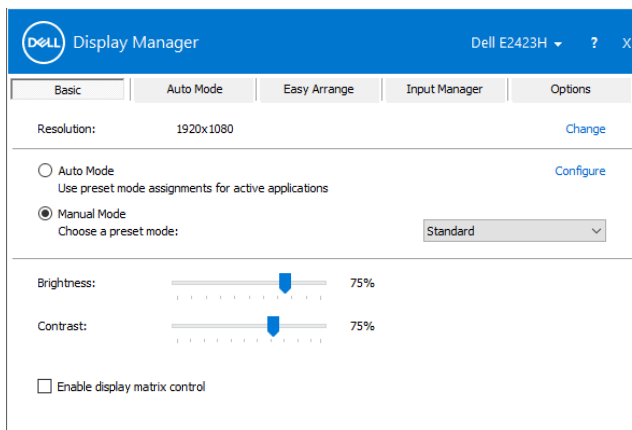 DELL Display Manager Dell E2423H ? X
Basic Auto Mode Easy Arrange Input Manager Options
Resolution: 1920x1080 Change
Auto Mode Configure
Use preset mode assignments for active applications
Manual Mode
Choose a preset mode: Standard
Brightness: 75%
Contrast: 75%
Enable display matrix control